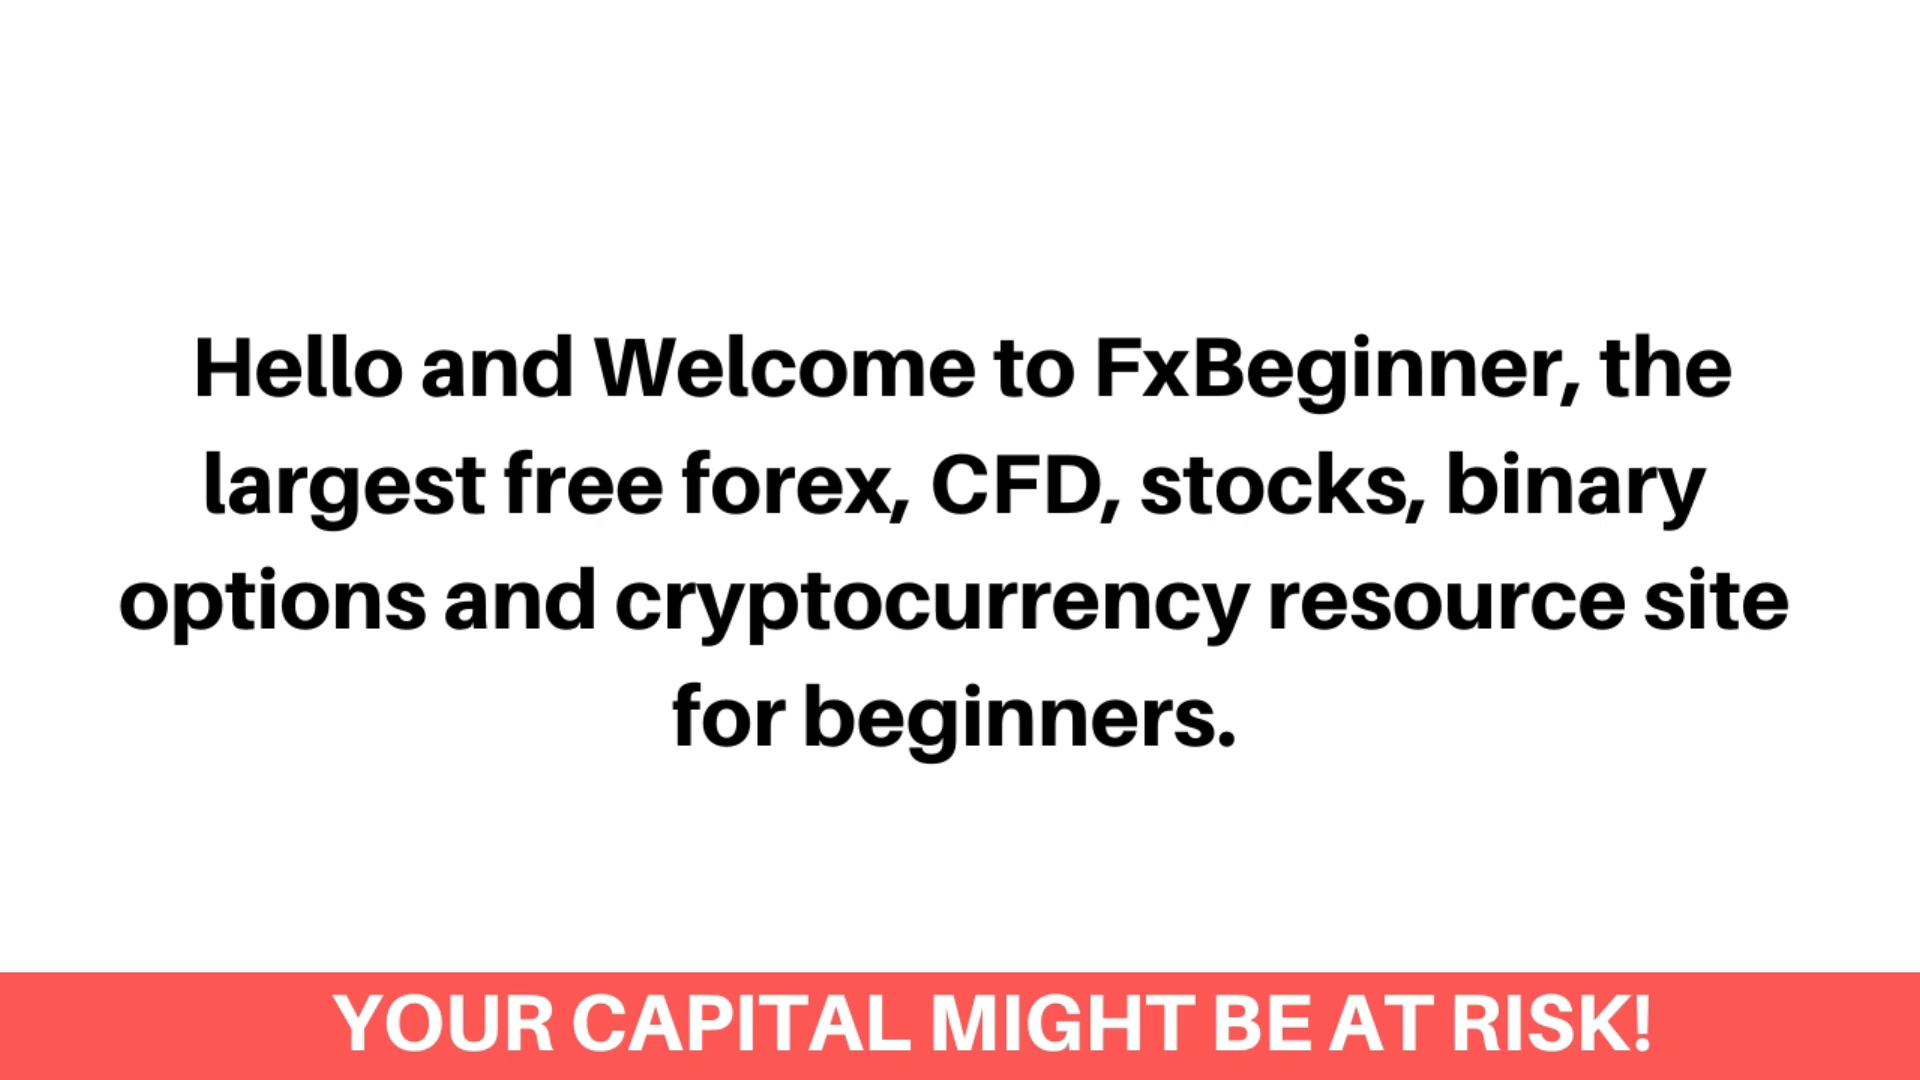 Hello and Welcome to FxBeginner, the
largest free forex, CFD, stocks, binary
options and cryptocurrency resource site
for beginners.
YOUR CAPITAL MIGHT BE AT RISK!